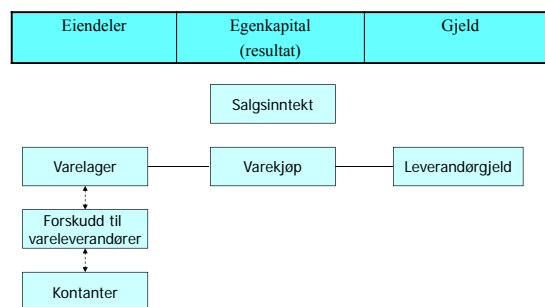 Eiendeler
Egenkapital
(resultat)
Gjeld
Salgsinntekt
Varelager
Varekjøp
Leverandørgjeld
Forskudd til
vareleverandører
Kontanter